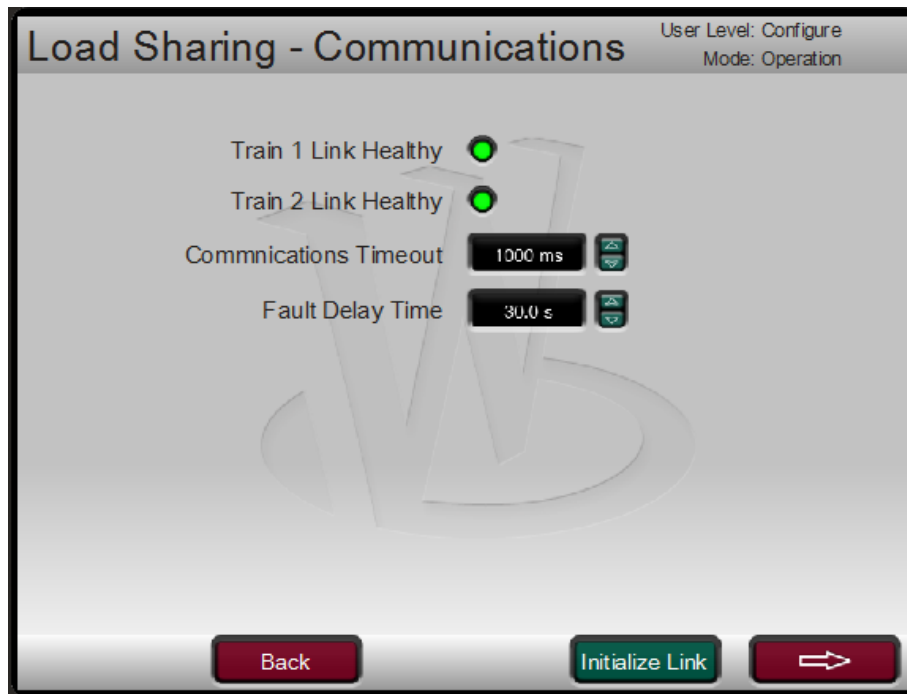 Load Sharing - Communications
User Level: Configure
Mode: Operation
Train 1 Link Healthy
Train 2 Link Healthy
Commnications Timeout 1000 ms
Fault Delay Time 30.0 s
Back Initialize Link